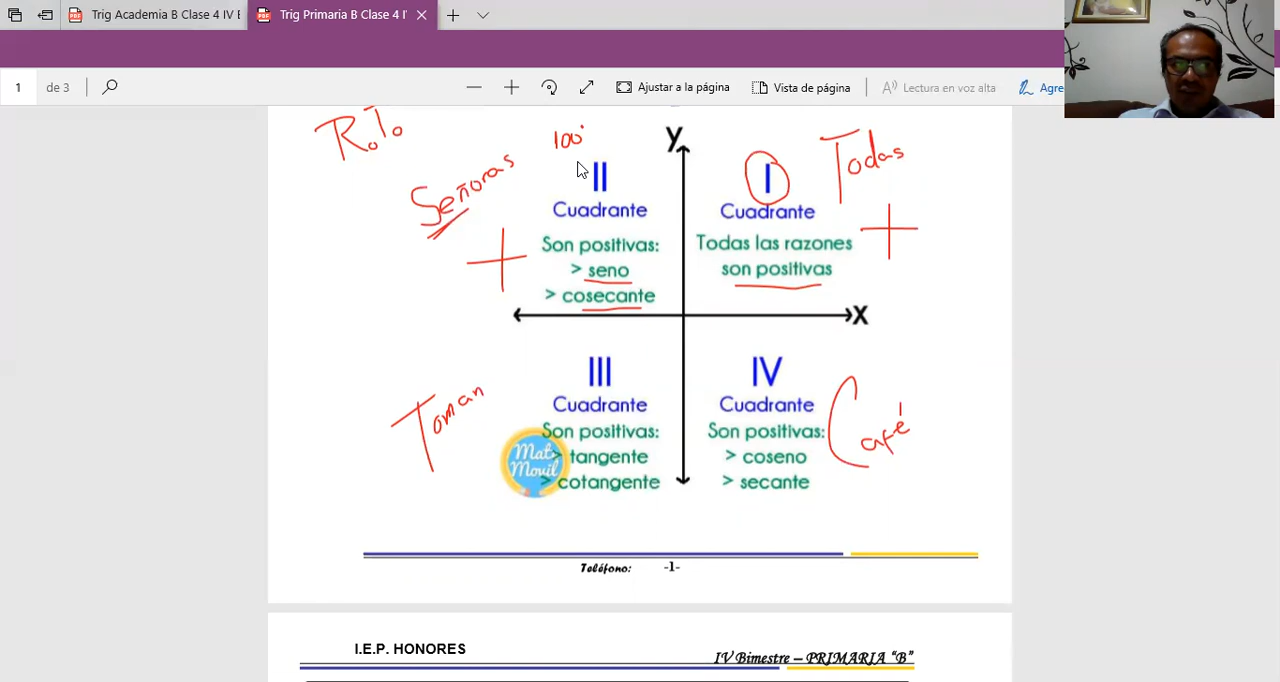 Trig Academia B Clase 4 IV B
Trig Primaria B Clase 4 I
1
de 3
Ajustar a la página
Vista de página
Lectura en voz alta
Agre
R.T.
Señoras
100°
y
Todas
II
Cuadrante
Son positivas:
> seno
> cosecante
+
I
Cuadrante
Todas las razones
son positivas
+
X
Toman
III
Cuadrante
Son positivas:
> tangente
> cotangente
Mat
Movil
IV
Cuadrante
Son positivas:
> coseno
> secante
Café
Teléfono: -1-
I.E.P. HONORES
IV Bimestre – PRIMARIA “B”